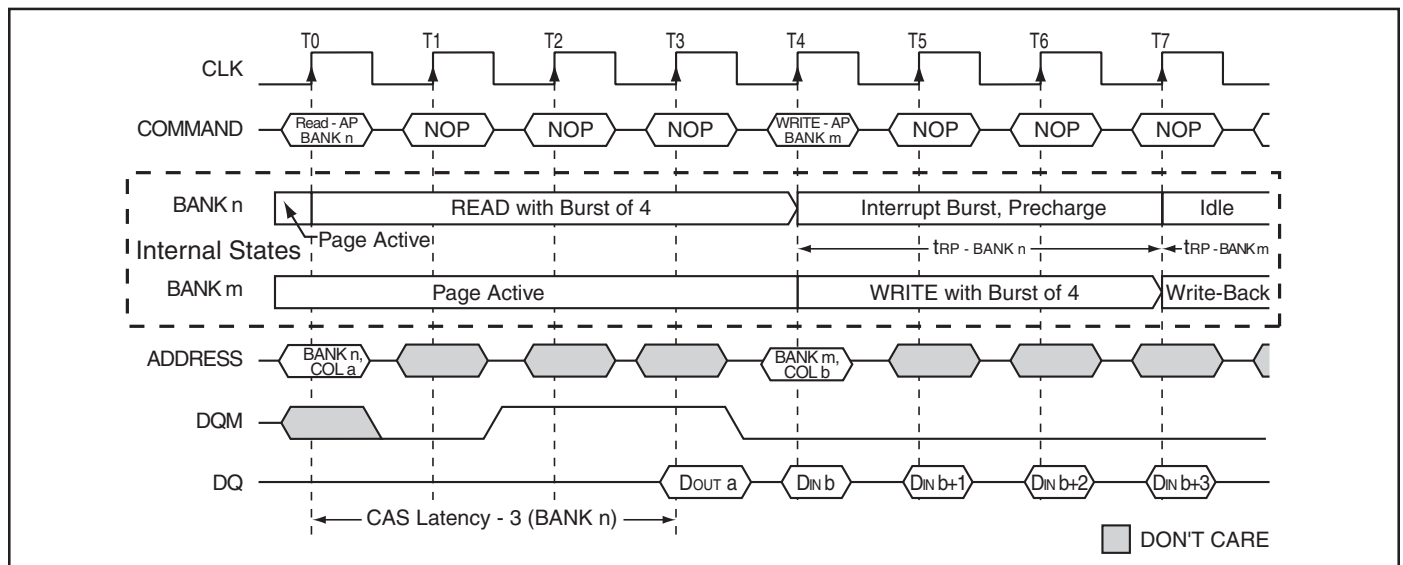 T0 T1 T2 T3 T4 T5 T6 T7
CLK
COMMAND Read - AP BANK n NOP NOP NOP WRITE - AP BANK m NOP NOP NOP
BANK n READ with Burst of 4 Interrupt Burst, Precharge Idle
Page Active
Internal States tRP - BANK n tRP - BANK m
BANK m Page Active WRITE with Burst of 4 Write-Back
ADDRESS BANK n, COL a BANK m, COL b
DQM
DQ DOUT a DIN b DIN b+1 DIN b+2 DIN b+3
CAS Latency - 3 (BANK n)
DON'T CARE